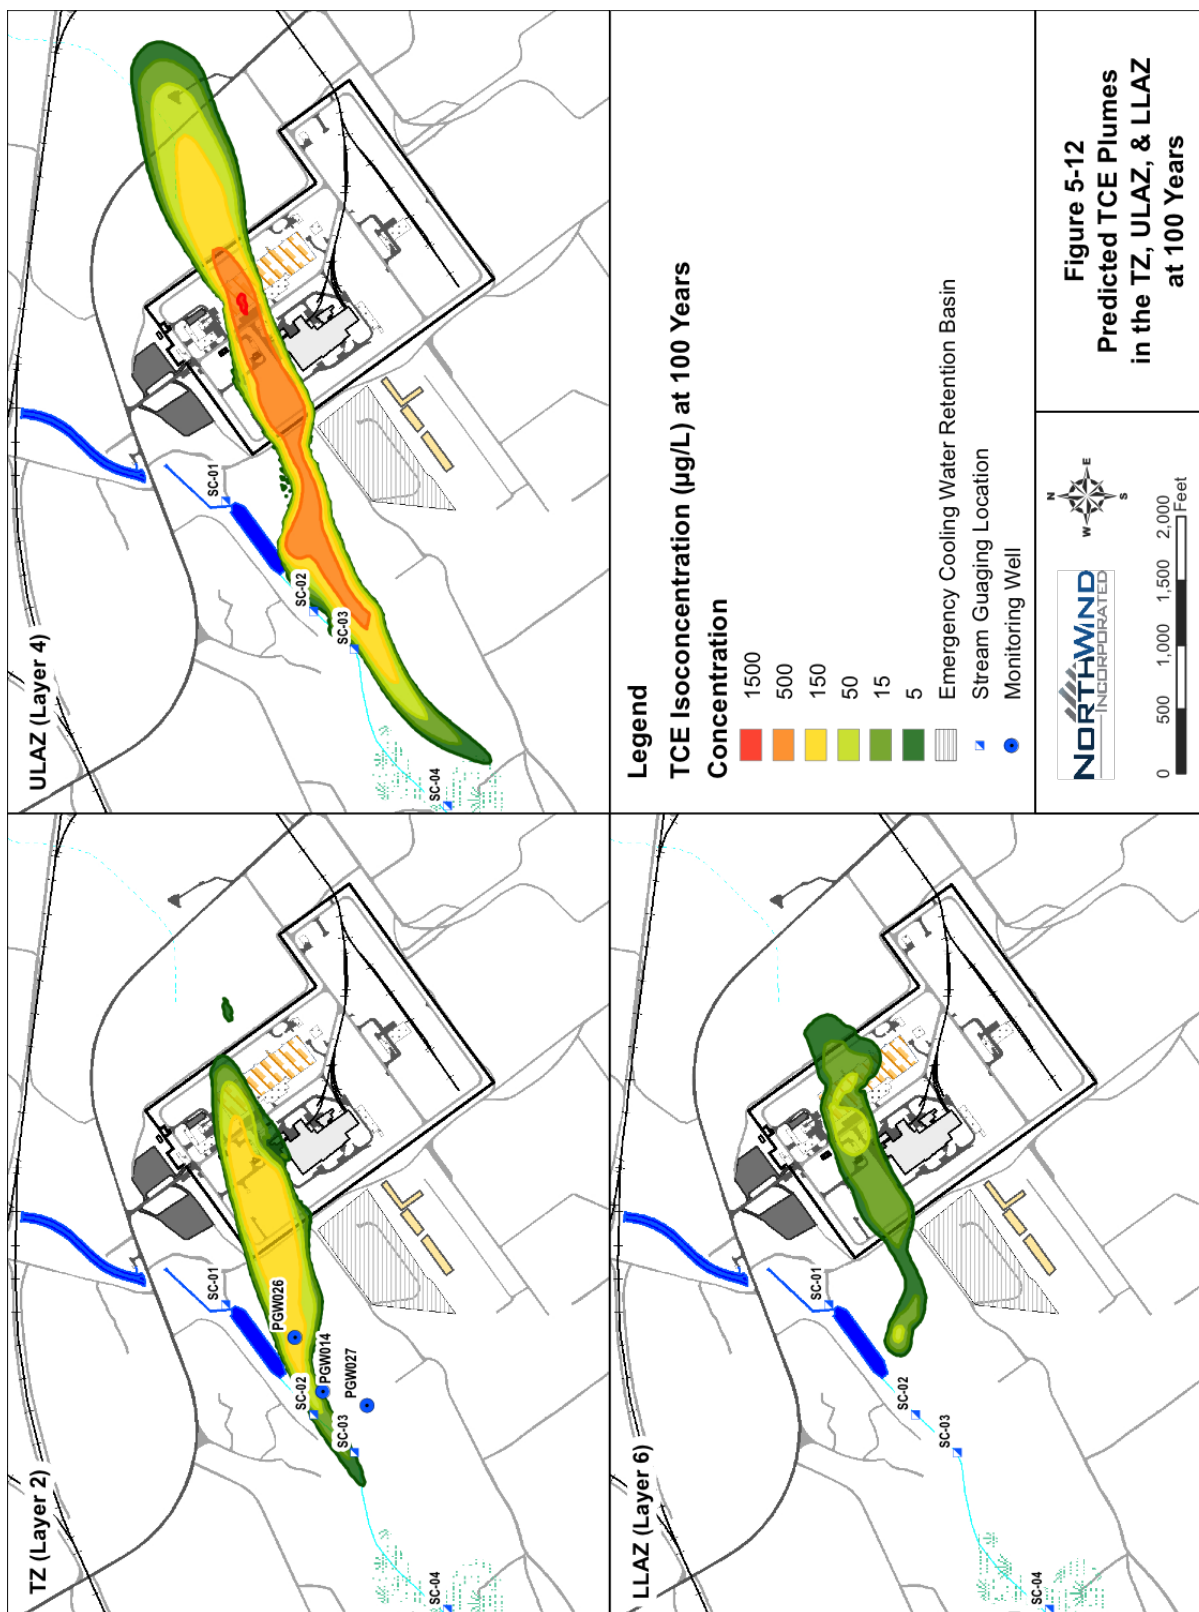 TZ (Layer 2)
SC-01
PGW026
SC-02
PGW014
SC-03
PGW027
SC-04
ULAZ (Layer 4)
SC-01
SC-02
SC-03
SC-04
LLAZ (Layer 6)
SC-01
SC-02
SC-03
SC-04
Legend
TCE Isoconcentration (µg/L) at 100 Years
Concentration
1500
500
150
50
15
5
Emergency Cooling Water Retention Basin
Stream Guaging Location
Monitoring Well
NORTHWIND
INCORPORATED
N
W
E
S
0
500
1,000
1,500
2,000
Feet
Figure 5-12
Predicted TCE Plumes
in the TZ, ULAZ, & LLAZ
at 100 Years